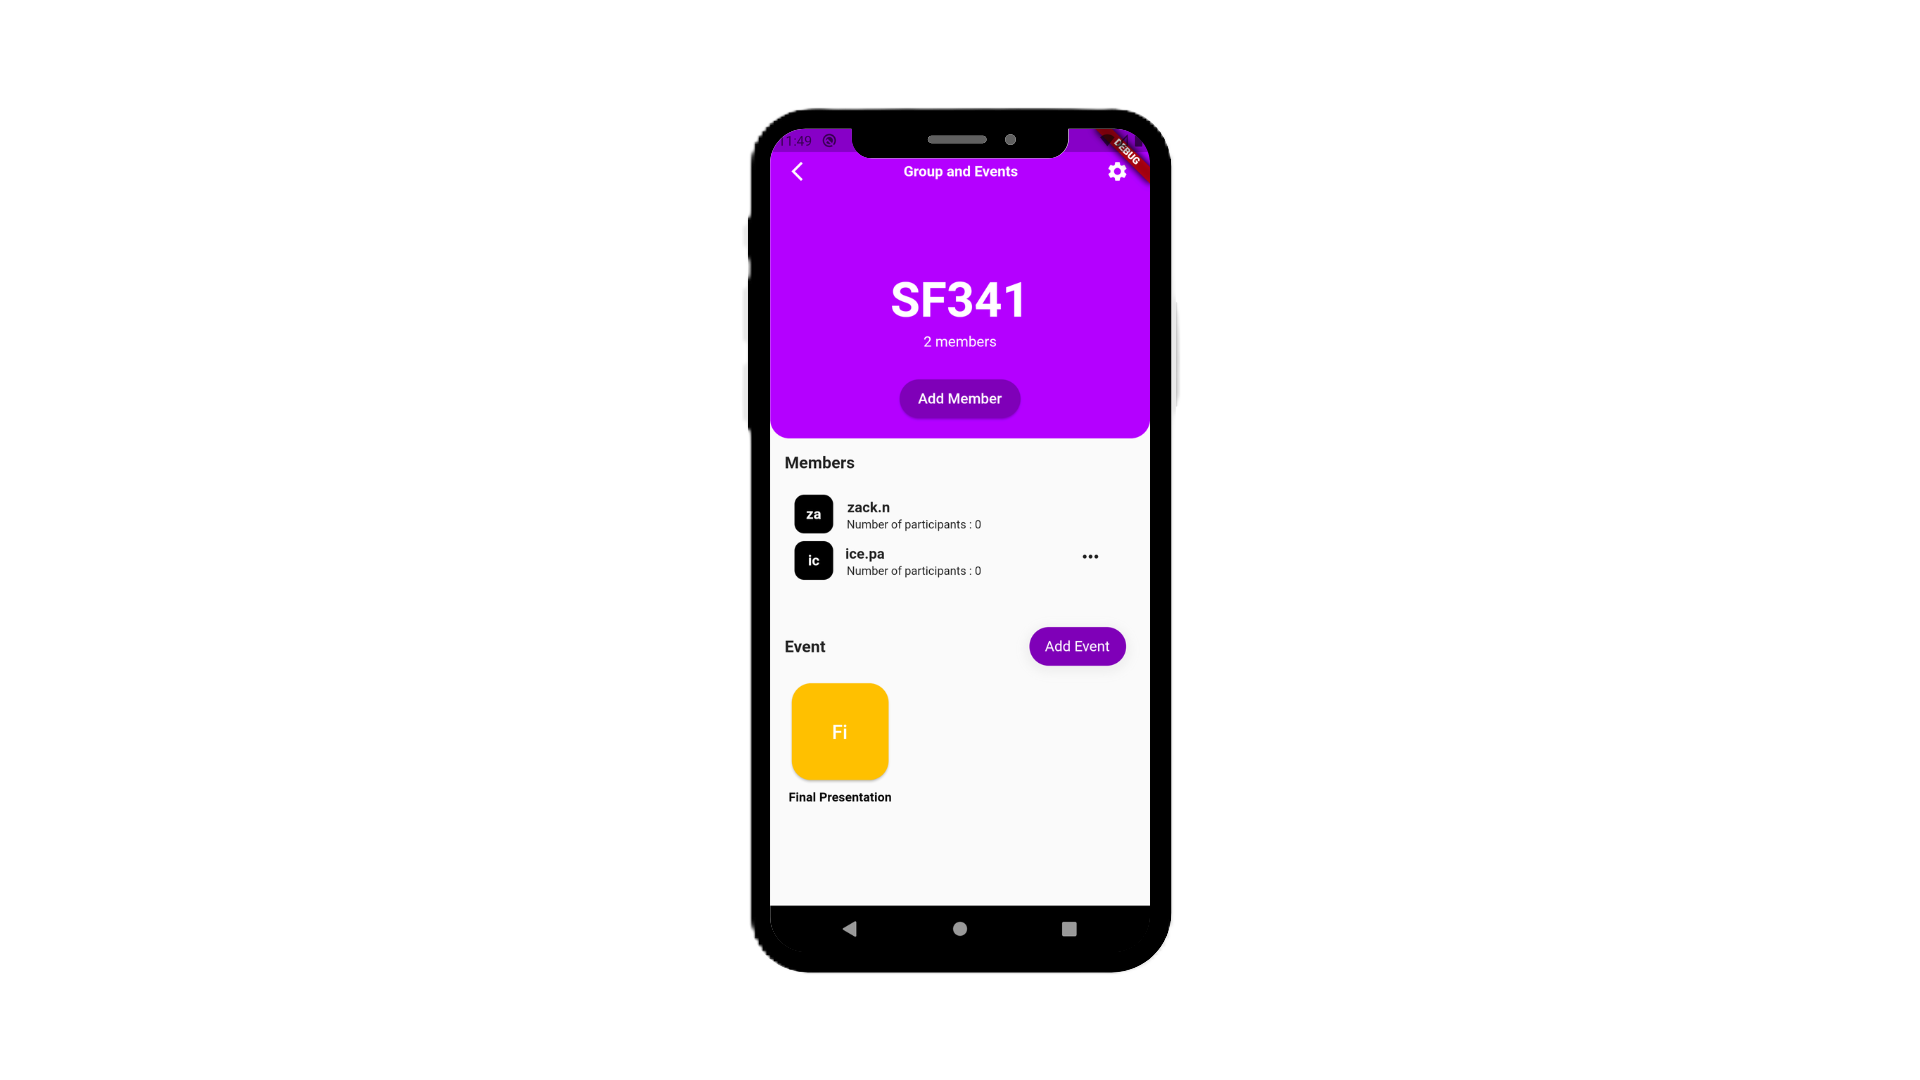 11:49
DEBUG
Group and Events
SF341
2 members
Add Member
Members
za
zack.n
Number of participants : 0
ic
ice.pa
Number of participants : 0
Event
Add Event
Fi
Final Presentation